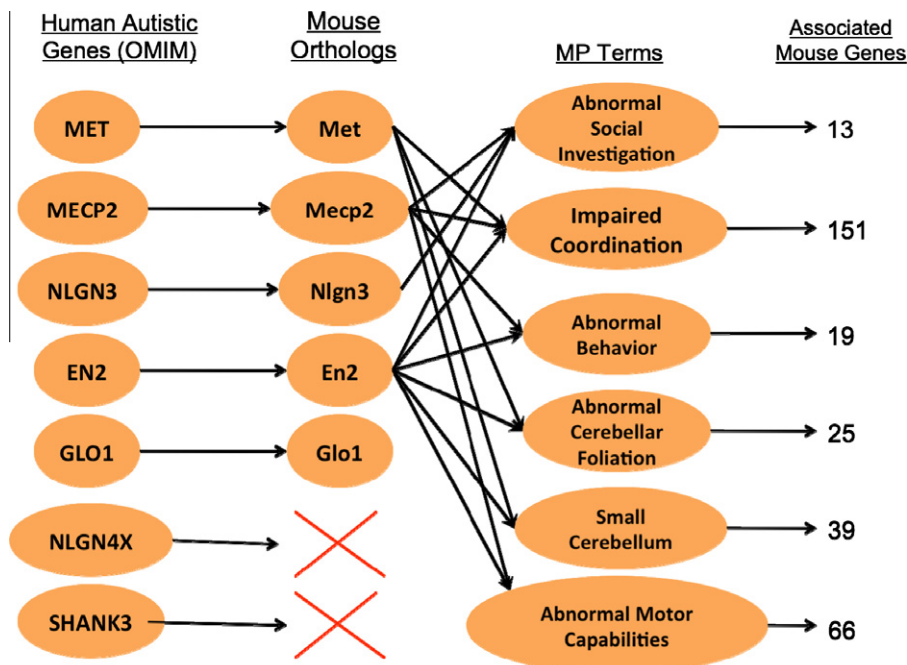 Human Autistic
Genes (OMIM)
Mouse
Orthologs
MP Terms
Associated
Mouse Genes
MET
Met
Abnormal
Social
Investigation
13
MECP2
Mecp2
Impaired
Coordination
151
NLGN3
Nlgn3
Abnormal
Behavior
19
EN2
En2
Abnormal
Cerebellar
Foliation
25
GLO1
Glo1
NLGN4X
Small
Cerebellum
39
SHANK3
Abnormal Motor
Capabilities
66